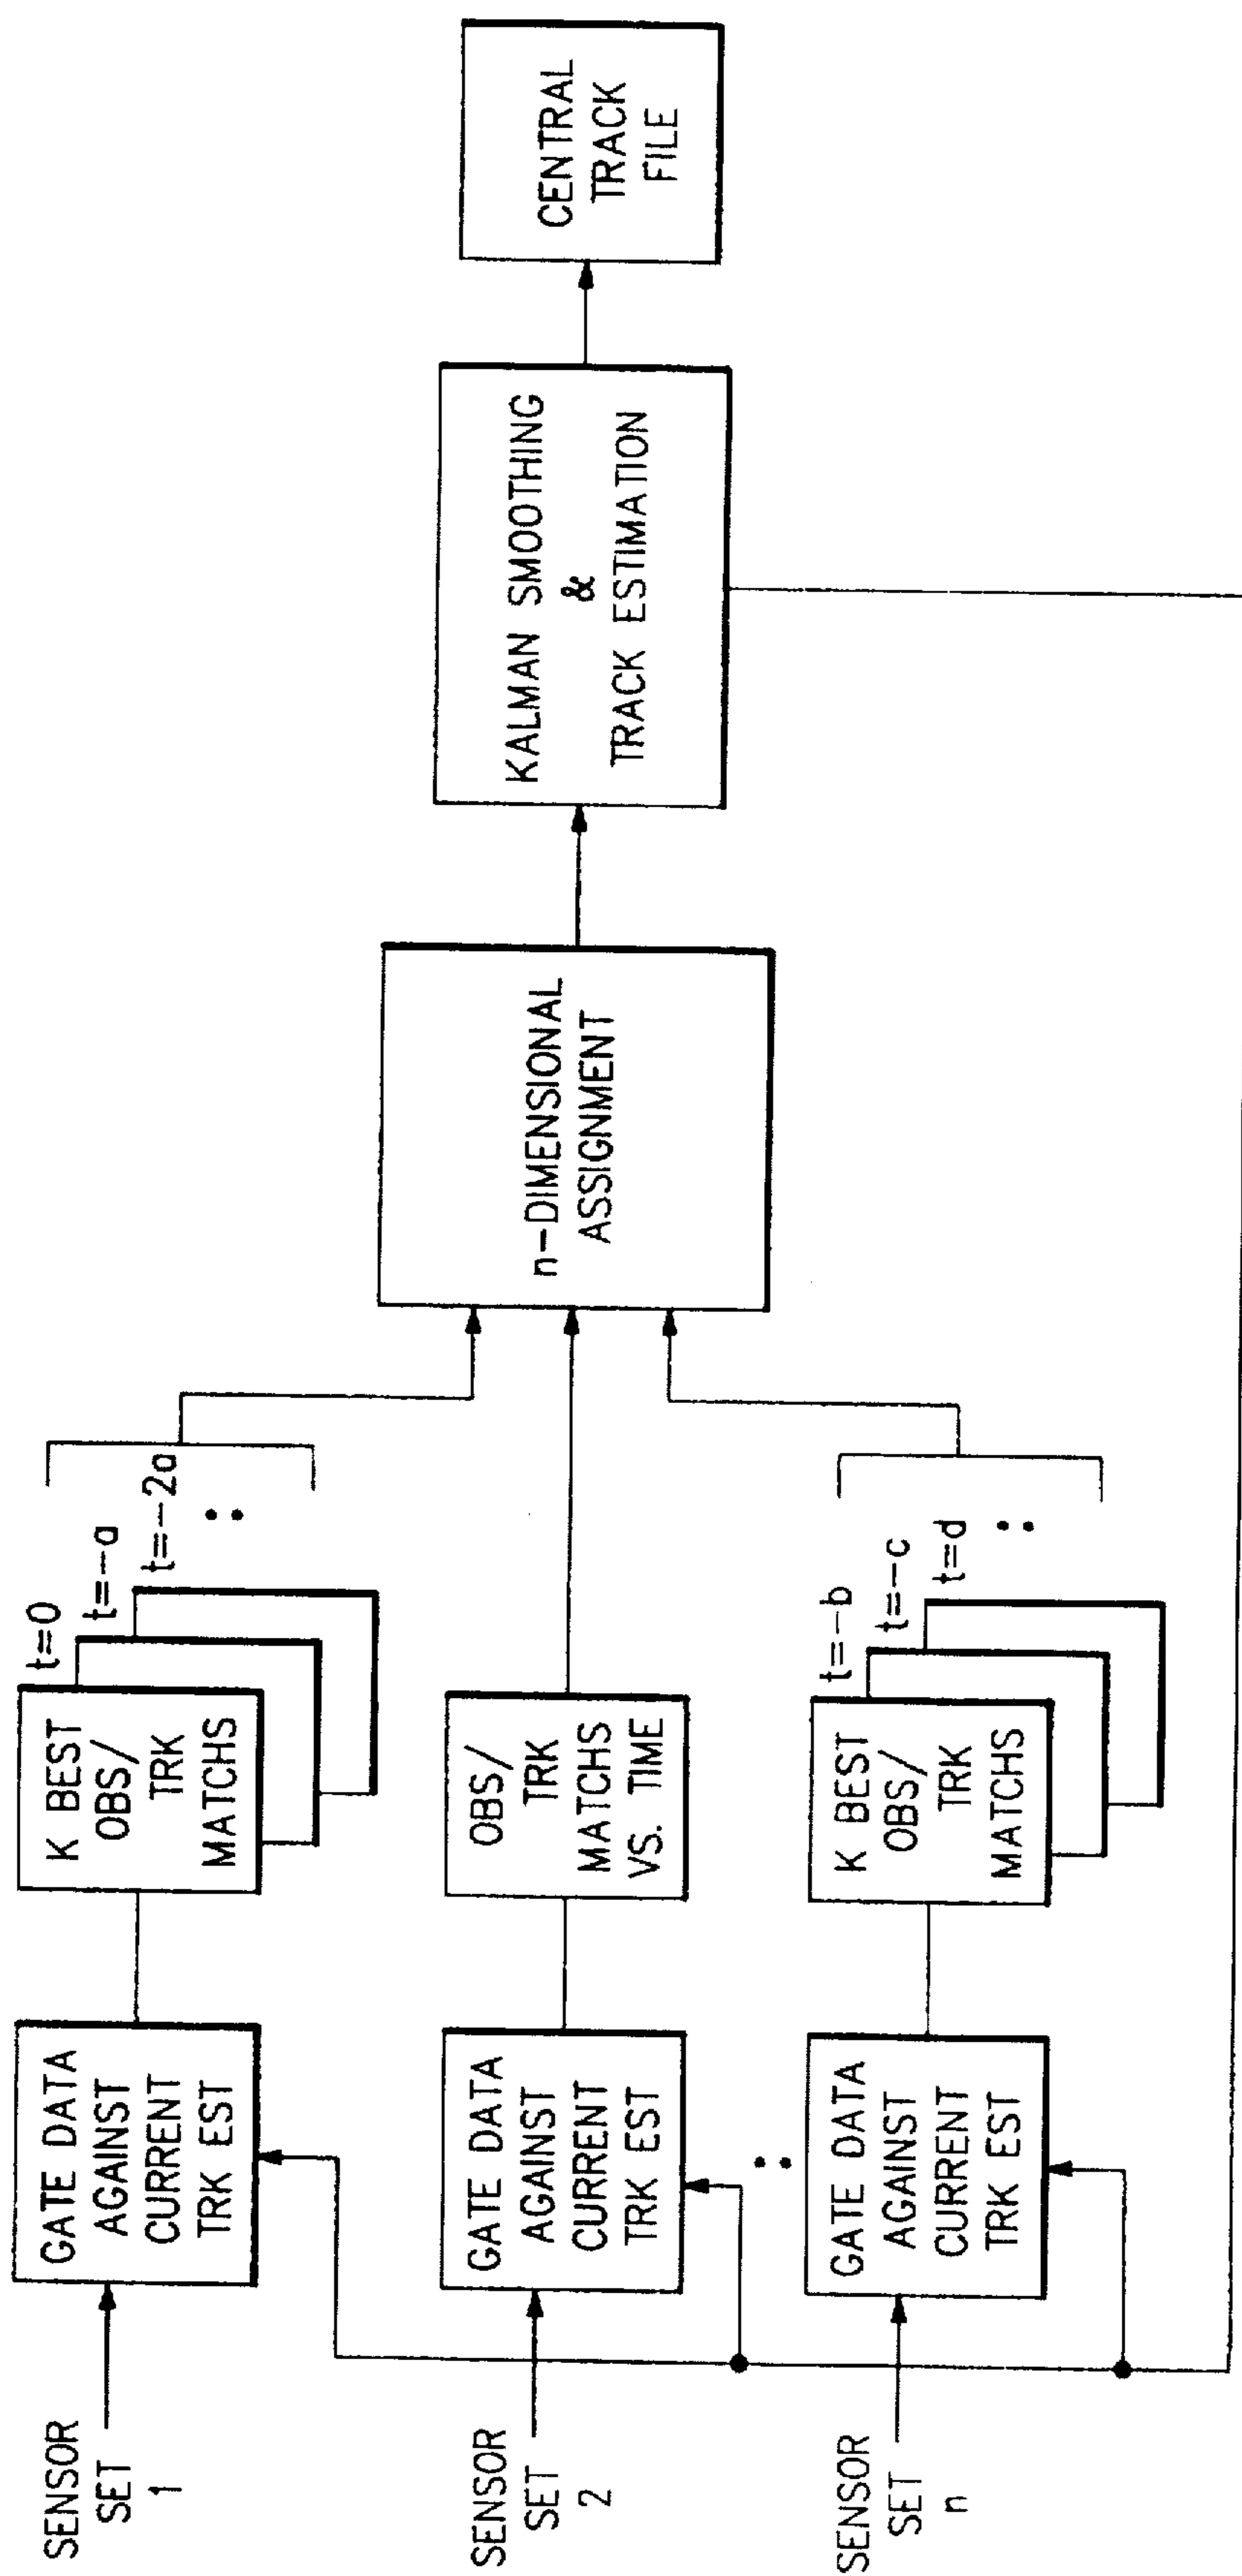 SENSOR
SET
1
GATE DATA
AGAINST
CURRENT
TRK EST
K BEST
OBS/
TRK
MATCHS
t=0
t=-a
t=-2a
:
SENSOR
SET
2
GATE DATA
AGAINST
CURRENT
TRK EST
OBS/
TRK
MATCHS
VS. TIME
:
SENSOR
SET
n
GATE DATA
AGAINST
CURRENT
TRK EST
K BEST
OBS/
TRK
MATCHS
t=-b
t=-c
t=d
:
n-DIMENSIONAL
ASSIGNMENT
KALMAN SMOOTHING
&
TRACK ESTIMATION
CENTRAL
TRACK
FILE